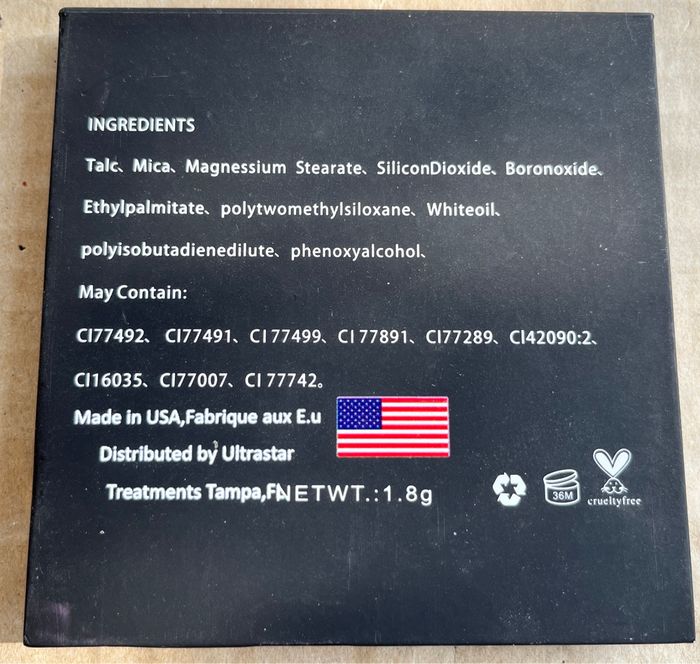 INGREDIENTS
Talc、Mica、Magnessium Stearate、SiliconDioxide、Boronoxide、
Ethylpalmitate、polytwomethylsiloxane、Whiteoil、
polyisobutadienedilute、phenoxyalcohol、
May Contain:
CI77492、CI77491、CI 77499、CI 77891、CI77289、CI42090:2、
CI16035、CI77007、CI 77742。
Made in USA,Fabrique aux E.u
Distributed by Ultrastar
Treatments Tampa,FL
NETWT.:1.8g
36M
crueltyfree